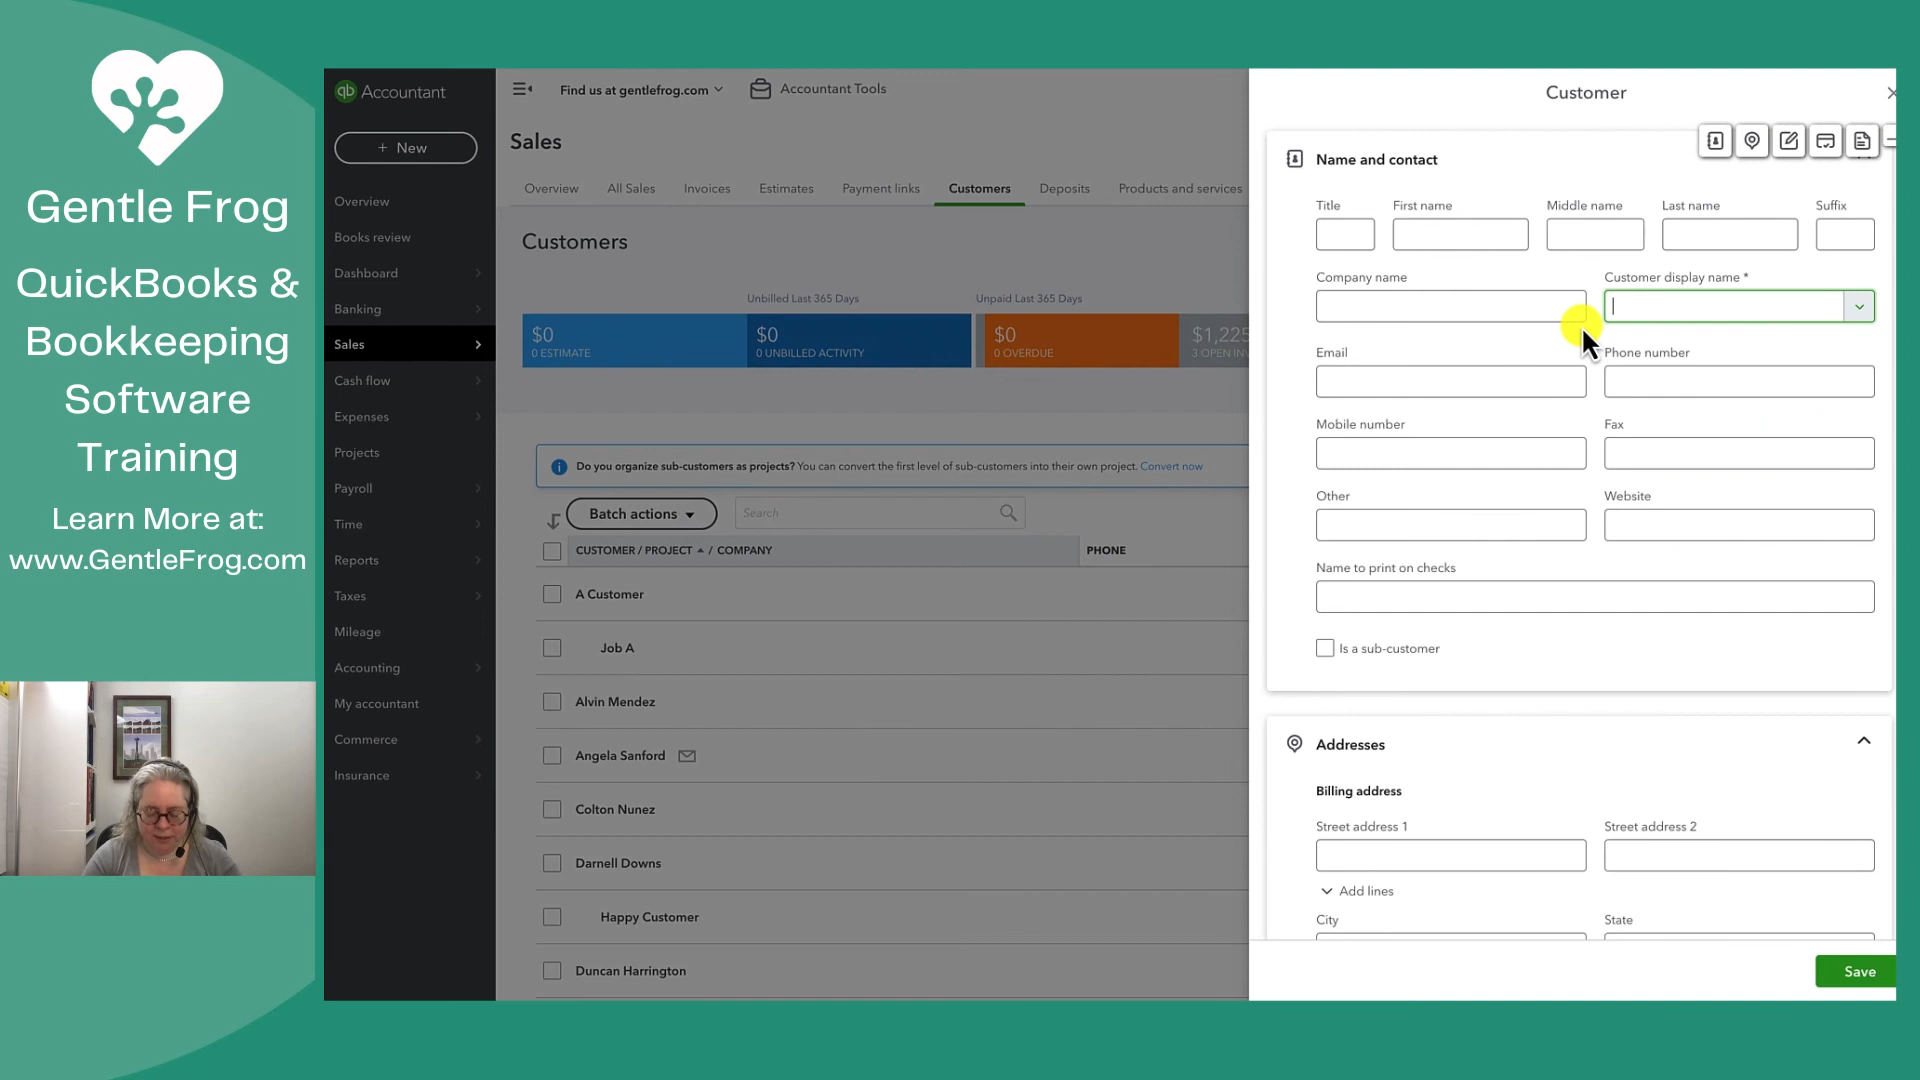 Gentle Frog
QuickBooks &
Bookkeeping
Software
Training
Learn More at:
www.GentleFrog.com
qb Accountant
+ New
Overview
Books review
Dashboard
Banking
Sales
Cash flow
Expenses
Projects
Payroll
Time
Reports
Taxes
Mileage
Accounting
My accountant
Commerce
Insurance
Find us at gentlefrog.com
Accountant Tools
Sales
Overview All Sales Invoices Estimates Payment links Customers Deposits Products and services
Customers
Unbilled Last 365 Days Unpaid Last 365 Days
$0 $0 $0 $1,225
0 ESTIMATE 0 UNBILLED ACTIVITY 0 OVERDUE 3 OPEN INV
Do you organize sub-customers as projects? You can convert the first level of sub-customers into their own project. Convert now
Batch actions Search
CUSTOMER / PROJECT / COMPANY PHONE
A Customer
Job A
Alvin Mendez
Angela Sanford
Colton Nunez
Darnell Downs
Happy Customer
Duncan Harrington
Customer
Name and contact
Title First name Middle name Last name Suffix
Company name Customer display name *
Email Phone number
Mobile number Fax
Other Website
Name to print on checks
Is a sub-customer
Addresses
Billing address
Street address 1 Street address 2
Add lines
City State
Save